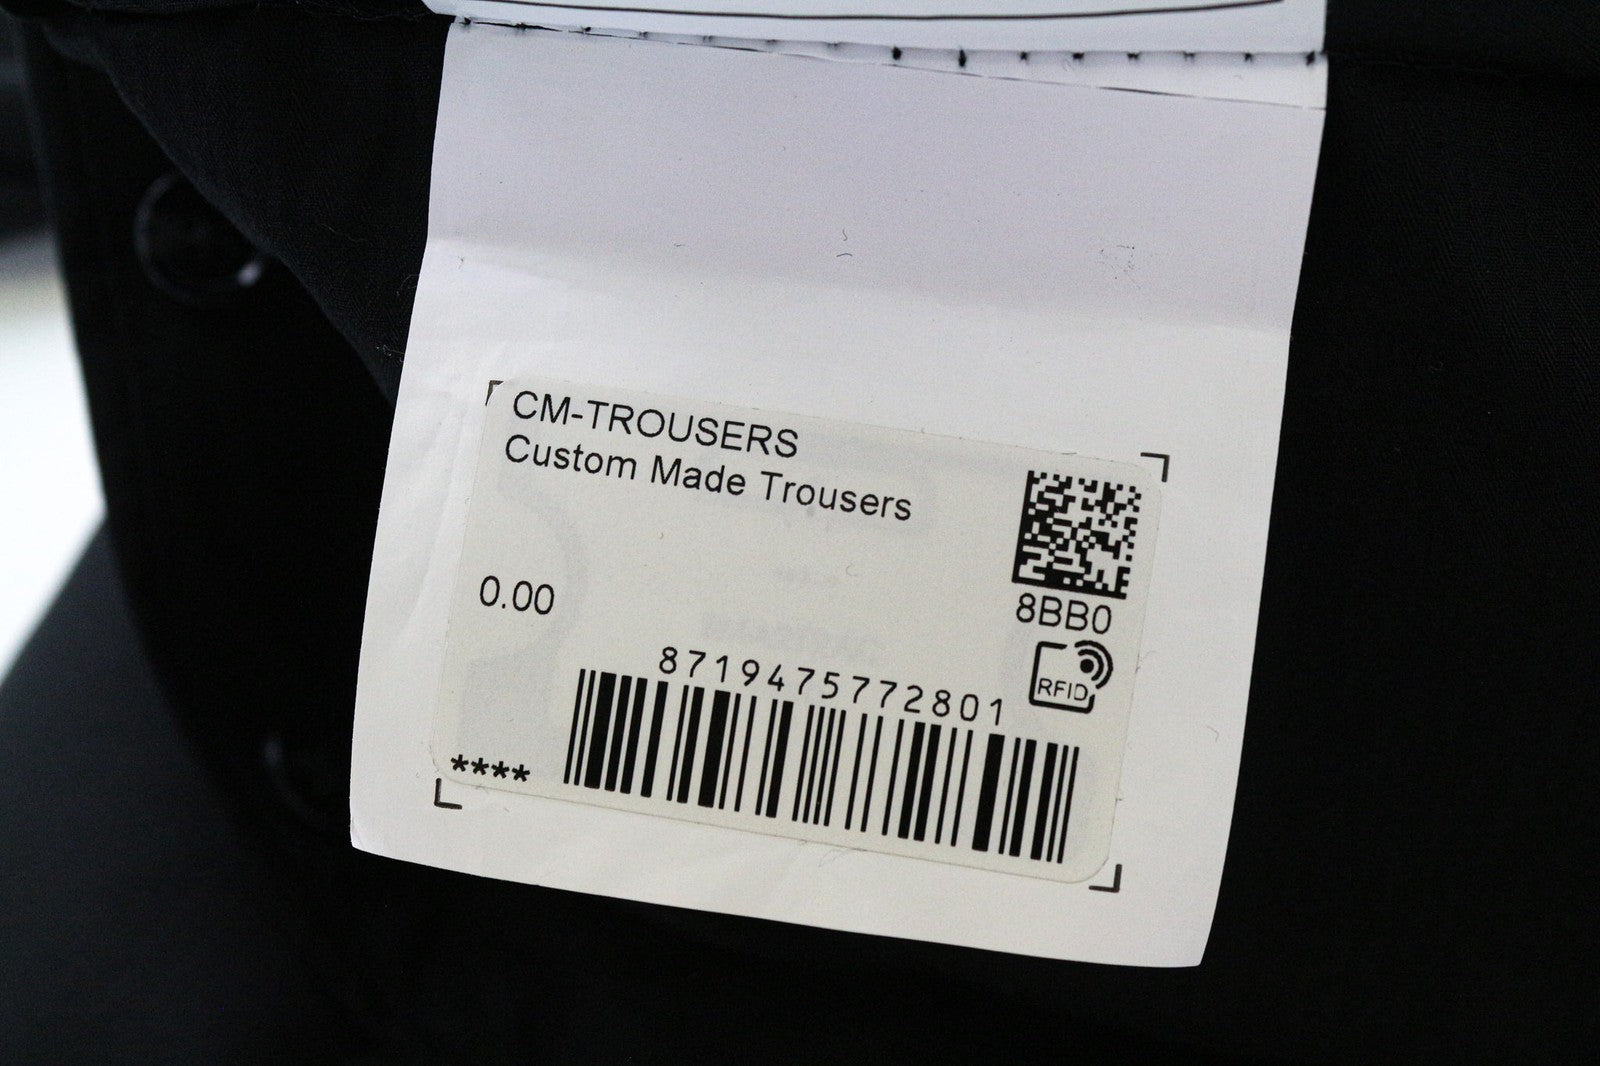 CM-TROUSERS
Custom Made Trousers
8BB0
0.00
RFID
8719475772801
****